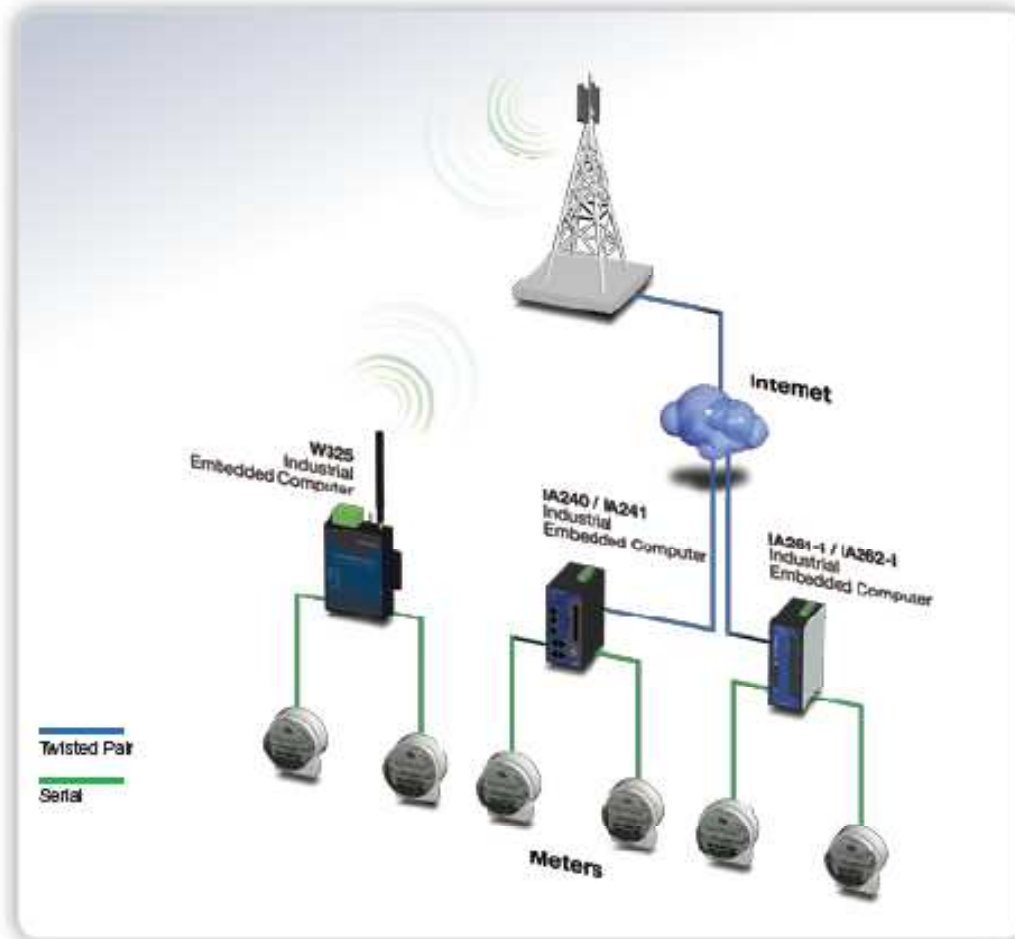 Internet
W325
Industrial
Embedded Computer
IA240 / IA241
Industrial
Embedded Computer
IA261-I / IA262-I
Industrial
Embedded Computer
Twisted Pair
Serial
Meters